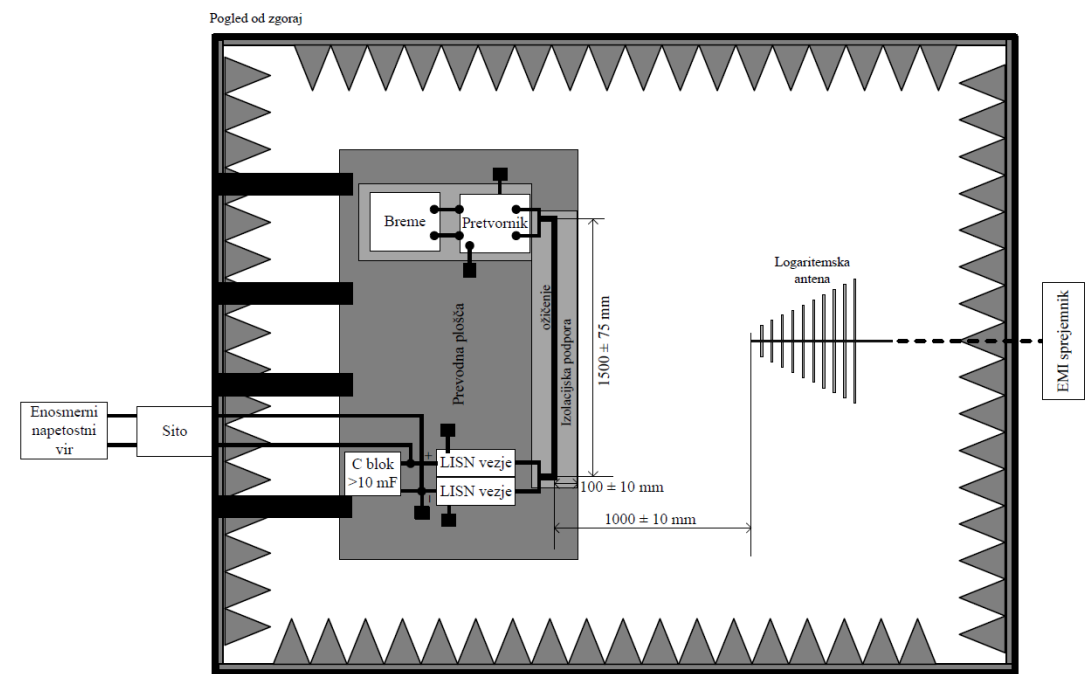 Pogled od zgoraj
Breme
Pretvornik
ožičenje
Izolacijska podpora
1500 ± 75 mm
Prevodna plošča
Logaritemska
antena
EMI sprejemnik
Enosmerni
napetostni
vir
Sito
C blok
>10 mF
+
−
LISN vezje
LISN vezje
100 ± 10 mm
1000 ± 10 mm